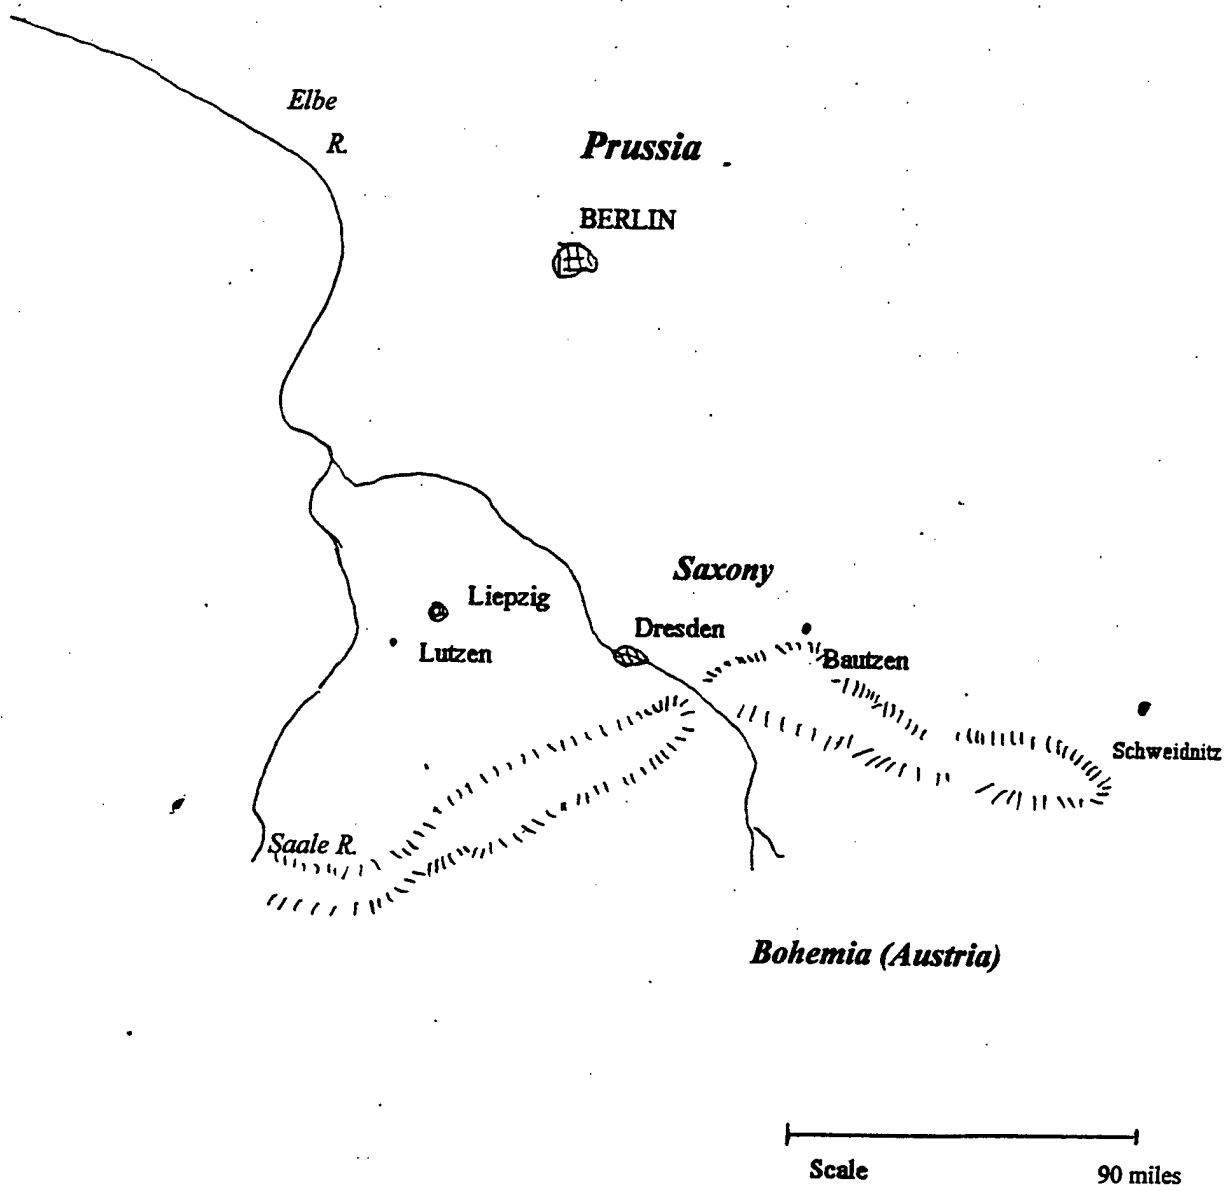 Elbe
R.
Prussia
BERLIN
Saxony
Liepzig
Dresden
Lutzen
Bautzen
Schweidnitz
Saale R.
Bohemia (Austria)
Scale
90 miles